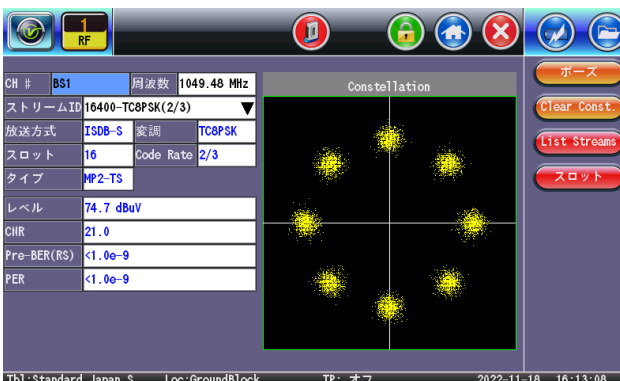 1
RF
CH # BS1 周波数 1049.48 MHz
ストリームID 16400-TC8PSK(2/3)
放送方式 ISDB-S 変調 TC8PSK
スロット 16 Code Rate 2/3
タイプ MP2-TS
レベル 74.7 dBuV
CNR 21.0
Pre-BER(RS) <1.0e-9
PER <1.0e-9
Constellation
ポーズ
Clear Const.
List Streams
スロット
Tbl:Standard Japan S Loc:GroundBlock TP: オフ 2022-11-18 16:13:08